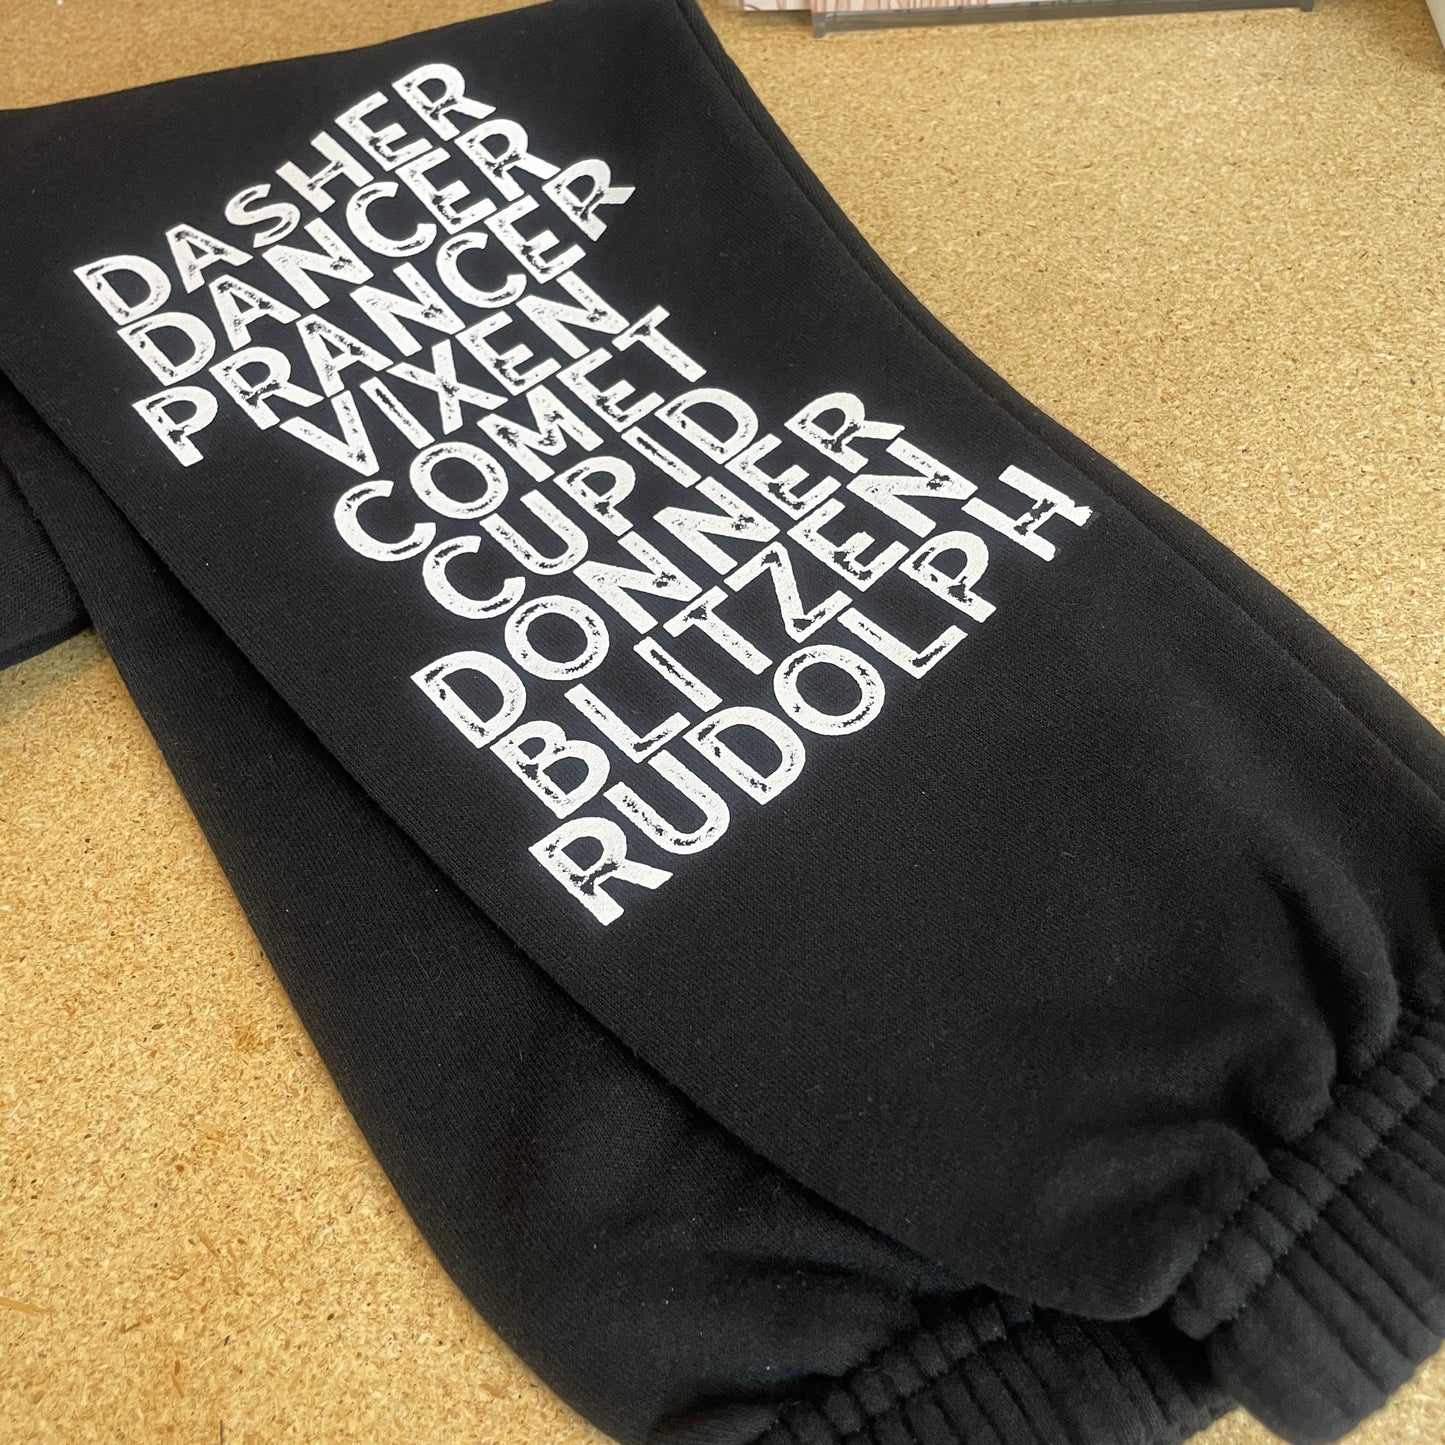 DASHER
DANCER
PRANCER
VIXEN
COMET
CUPID
DONNER
BLITZEN
RUDOLPH